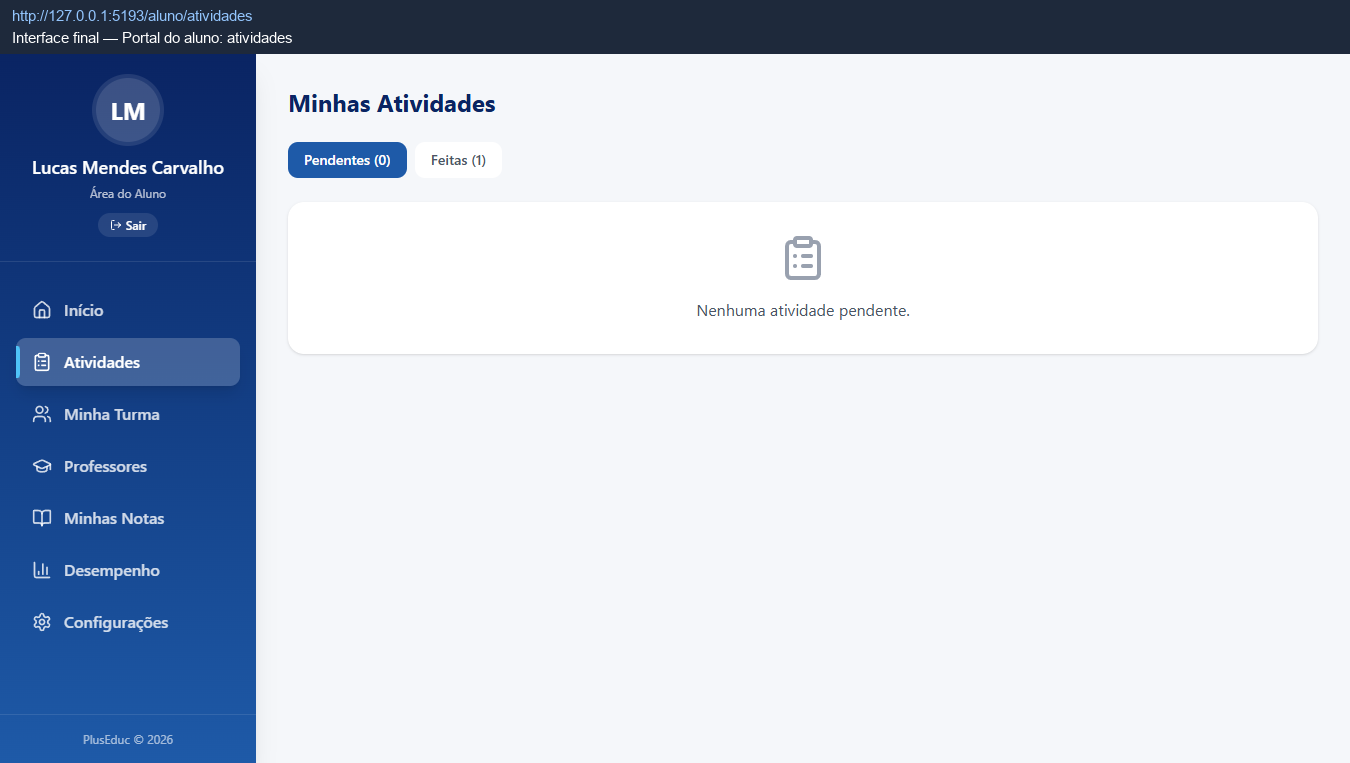 http://127.0.0.1:5193/aluno/atividades
Interface final — Portal do aluno: atividades
LM
Lucas Mendes Carvalho
Área do Aluno
Sair
Início
Atividades
Minha Turma
Professores
Minhas Notas
Desempenho
Configurações
PlusEduc © 2026
Minhas Atividades
Pendentes (0) Feitas (1)
Nenhuma atividade pendente.